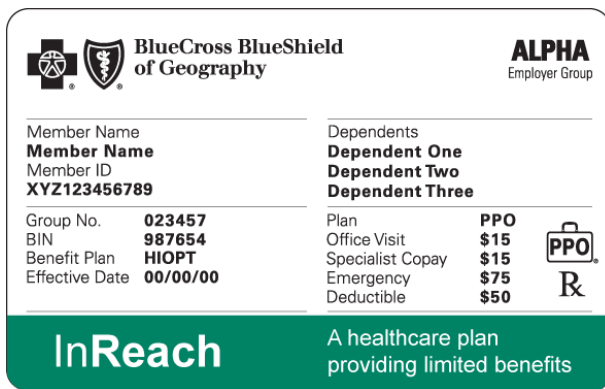 BlueCross BlueShield
of Geography
ALPHA
Employer Group
Member Name
Member Name
Member ID
XYZ123456789
Dependents
Dependent One
Dependent Two
Dependent Three
Group No. 023457
BIN 987654
Benefit Plan HIOPT
Effective Date 00/00/00
Plan PPO
Office Visit $15
Specialist Copay $15
Emergency $75
Deductible $50
PPO
Rx
InReach
A healthcare plan
providing limited benefits